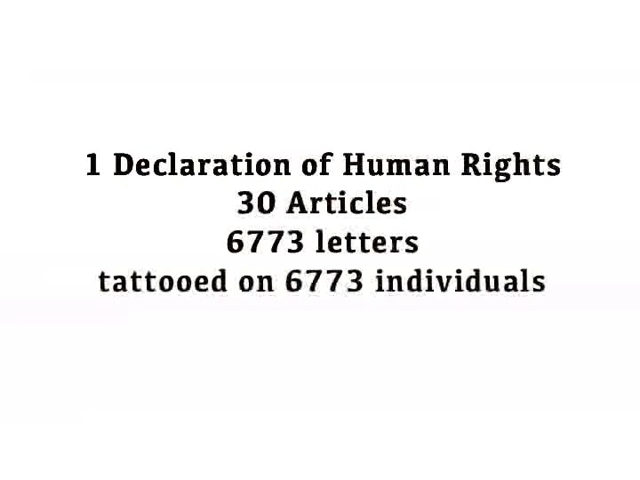 1 Declaration of Human Rights
30 Articles
6773 letters
tattooed on 6773 individuals